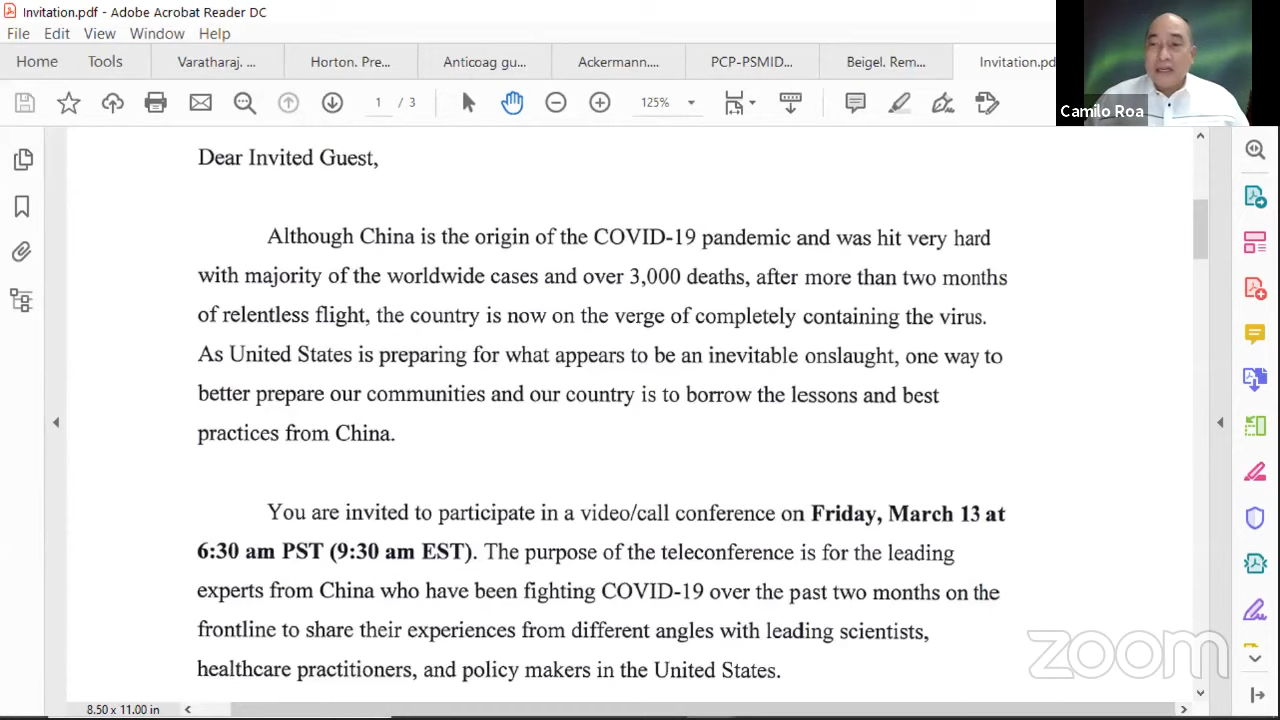 Invitation.pdf - Adobe Acrobat Reader DC
File Edit View Window Help
Home Tools Varatharaj. ... Horton. Pre... Anticoag gu... Ackermann.... PCP-PSMID... Beigel. Rem... Invitation.pd
1 / 3 125%
Camilo Roa
Dear Invited Guest,
Although China is the origin of the COVID-19 pandemic and was hit very hard
with majority of the worldwide cases and over 3,000 deaths, after more than two months
of relentless flight, the country is now on the verge of completely containing the virus.
As United States is preparing for what appears to be an inevitable onslaught, one way to
better prepare our communities and our country is to borrow the lessons and best
practices from China.
You are invited to participate in a video/call conference on Friday, March 13 at
6:30 am PST (9:30 am EST). The purpose of the teleconference is for the leading
experts from China who have been fighting COVID-19 over the past two months on the
frontline to share their experiences from different angles with leading scientists,
healthcare practitioners, and policy makers in the United States.
zoom
8.50 x 11.00 in